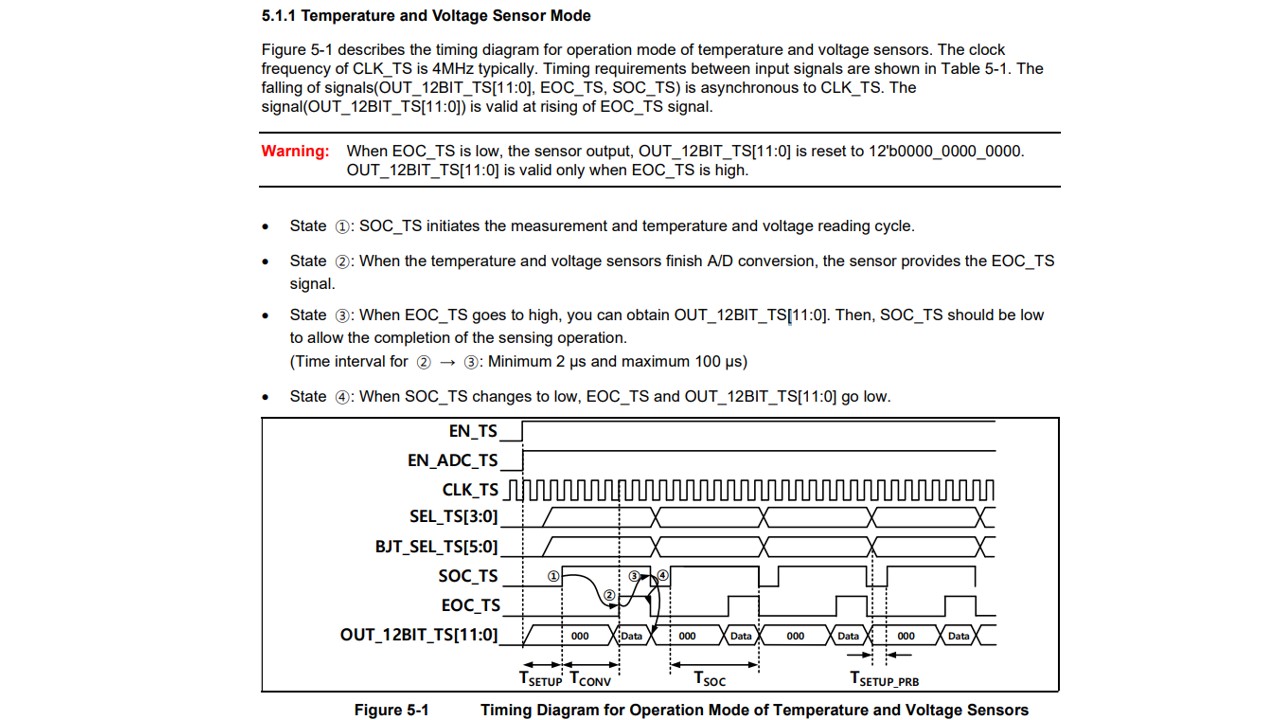 5.1.1 Temperature and Voltage Sensor Mode
Figure 5-1 describes the timing diagram for operation mode of temperature and voltage sensors. The clock
frequency of CLK_TS is 4MHz typically. Timing requirements between input signals are shown in Table 5-1. The
falling of signals(OUT_12BIT_TS[11:0], EOC_TS, SOC_TS) is asynchronous to CLK_TS. The
signal(OUT_12BIT_TS[11:0]) is valid at rising of EOC_TS signal.
Warning: When EOC_TS is low, the sensor output, OUT_12BIT_TS[11:0] is reset to 12'b0000_0000_0000.
OUT_12BIT_TS[11:0] is valid only when EOC_TS is high.
• State ①: SOC_TS initiates the measurement and temperature and voltage reading cycle.
• State ②: When the temperature and voltage sensors finish A/D conversion, the sensor provides the EOC_TS
signal.
• State ③: When EOC_TS goes to high, you can obtain OUT_12BIT_TS[11:0]. Then, SOC_TS should be low
to allow the completion of the sensing operation.
(Time interval for ② → ③: Minimum 2 μs and maximum 100 μs)
• State ④: When SOC_TS changes to low, EOC_TS and OUT_12BIT_TS[11:0] go low.
EN_TS
EN_ADC_TS
CLK_TS
SEL_TS[3:0]
BJT_SEL_TS[5:0]
SOC_TS ① ③ ④
EOC_TS ②
OUT_12BIT_TS[11:0] 000 Data 000 Data 000 Data 000 Data
TSETUP TCONV TSOC TSETUP_PRB
Figure 5-1 Timing Diagram for Operation Mode of Temperature and Voltage Sensors